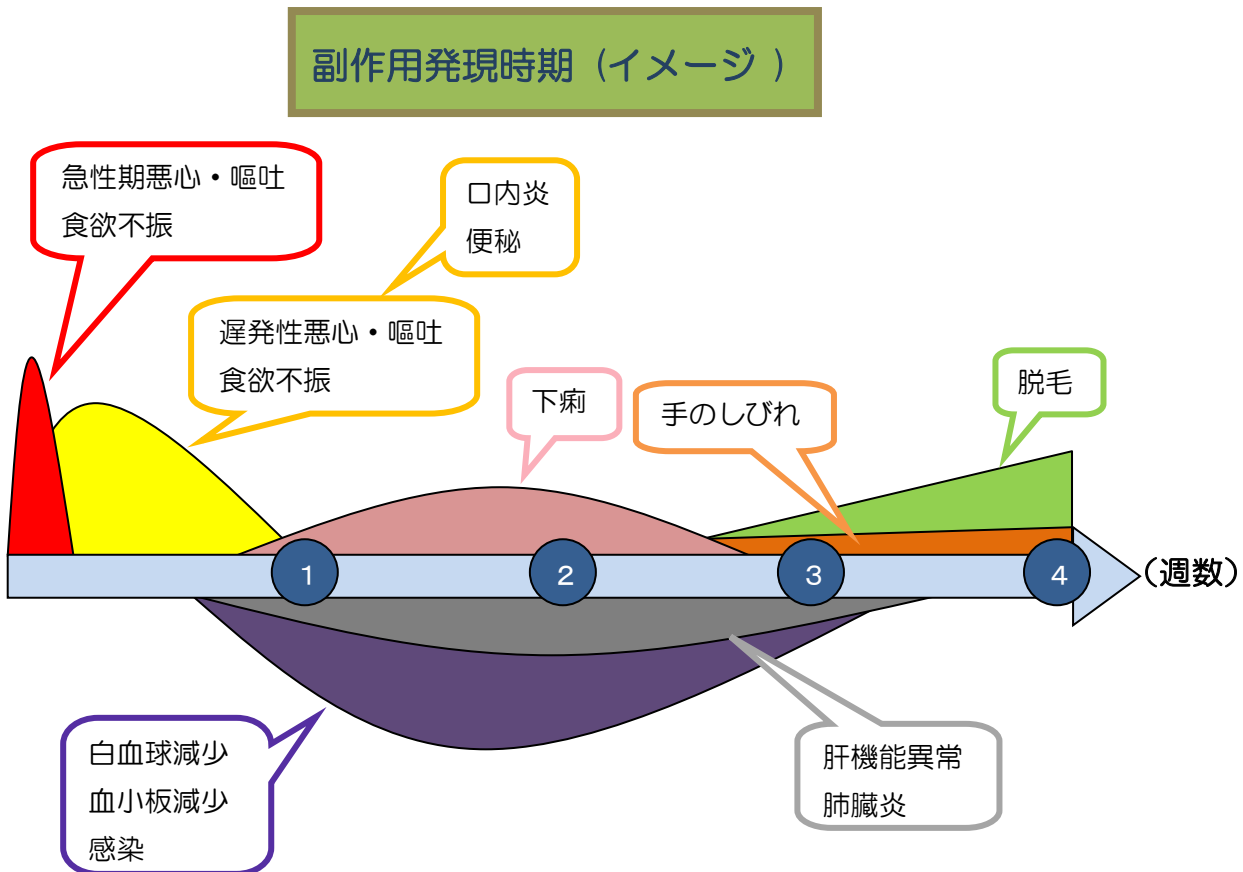 副作用発現時期（イメージ ）
急性期悪心・嘔吐
食欲不振
口内炎
便秘
遅発性悪心・嘔吐
食欲不振
下痢
手のしびれ
脱毛
1
2
3
4
（週数）
白血球減少
血小板減少
感染
肝機能異常
肺臓炎